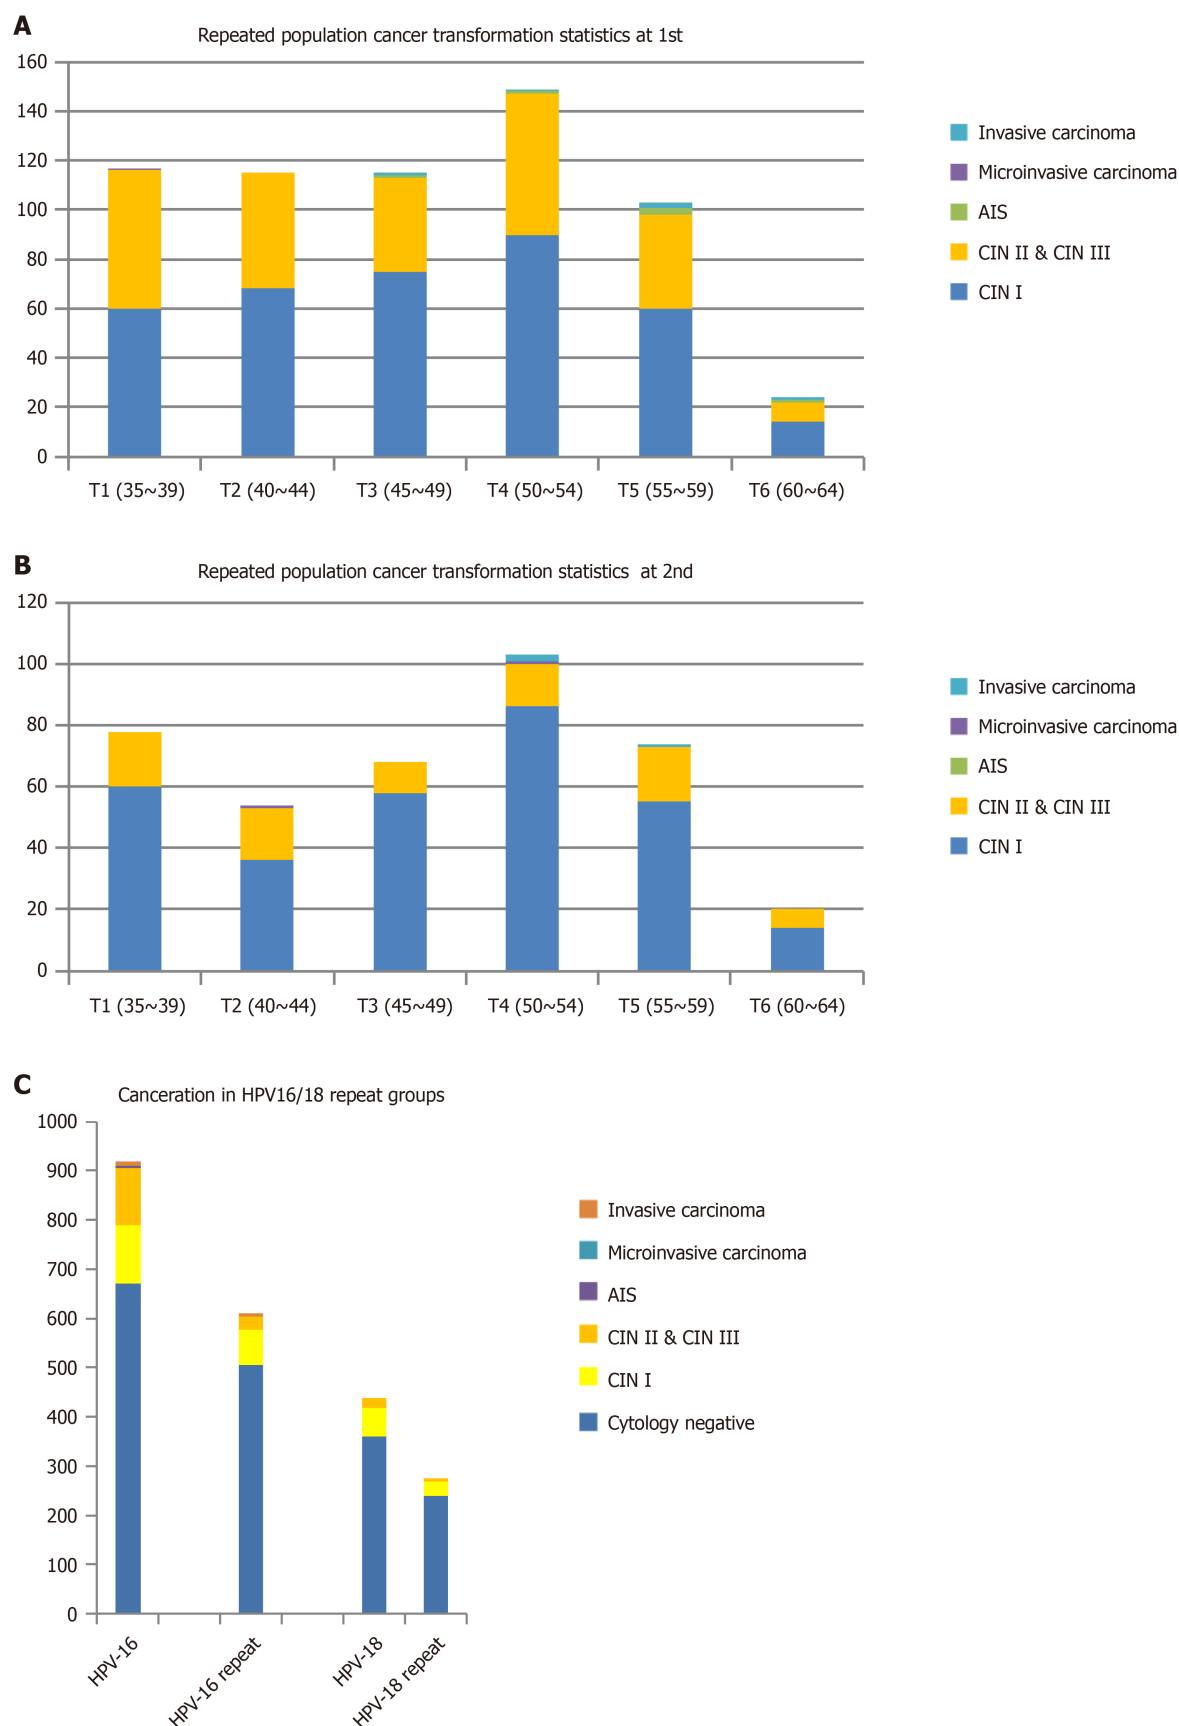 A
Repeated population cancer transformation statistics at 1st
160
140
120
100
80
60
40
20
0
T1 (35~39) T2 (40~44) T3 (45~49) T4 (50~54) T5 (55~59) T6 (60~64)
Invasive carcinoma
Microinvasive carcinoma
AIS
CIN II & CIN III
CIN I
B
Repeated population cancer transformation statistics at 2nd
120
100
80
60
40
20
0
T1 (35~39) T2 (40~44) T3 (45~49) T4 (50~54) T5 (55~59) T6 (60~64)
Invasive carcinoma
Microinvasive carcinoma
AIS
CIN II & CIN III
CIN I
C
Canceration in HPV16/18 repeat groups
1000
900
800
700
600
500
400
300
200
100
0
HPV-16
HPV-16 repeat
HPV-18
HPV-18 repeat
Invasive carcinoma
Microinvasive carcinoma
AIS
CIN II & CIN III
CIN I
Cytology negative